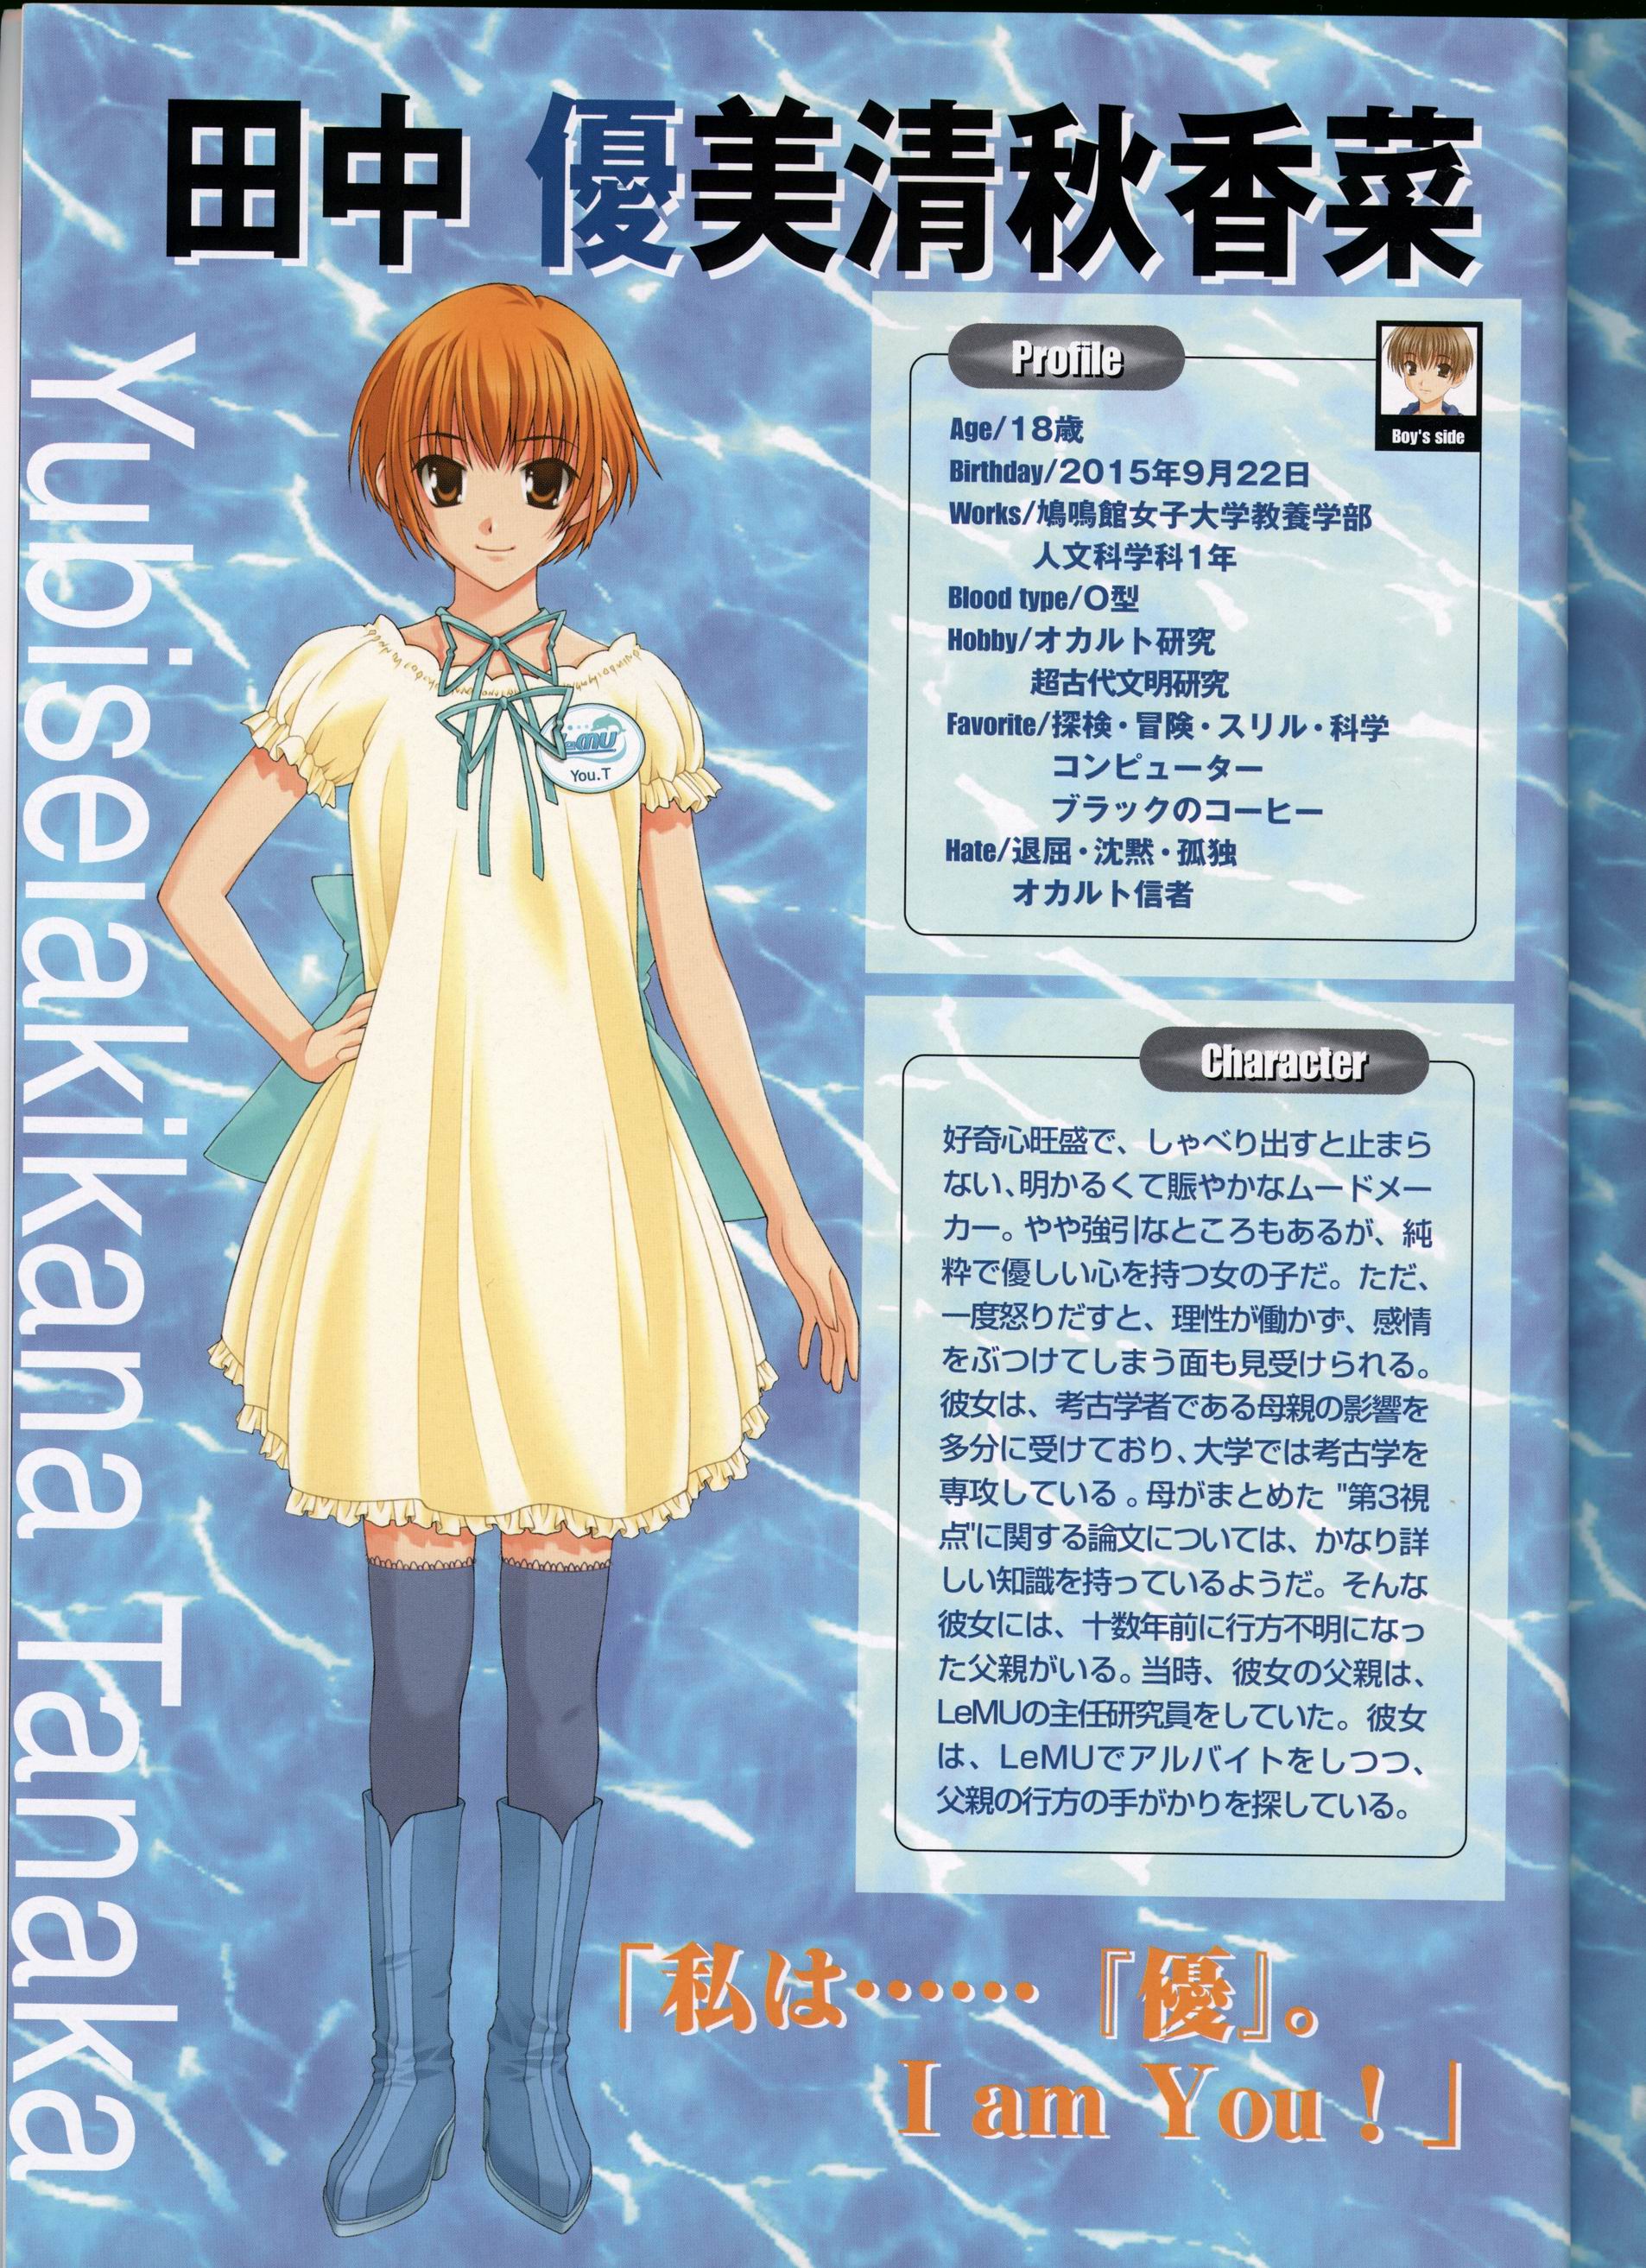 田中 優美清秋香菜
Yubiseiakikana Tanaka
LeMU
You.T
Profile
Boy's side
Age/18歳
Birthday/2015年9月22日
Works/鳩鳴館女子大学教養学部
人文科学科1年
Blood type/O型
Hobby/オカルト研究
超古代文明研究
Favorite/探検・冒険・スリル・科学
コンピューター
ブラックのコーヒー
Hate/退屈・沈黙・孤独
オカルト信者
Character
好奇心旺盛で、しゃべり出すと止まら
ない、明かるくて賑やかなムードメー
カー。やや強引なところもあるが、純
粋で優しい心を持つ女の子だ。ただ、
一度怒りだすと、理性が働かず、感情
をぶつけてしまう面も見受けられる。
彼女は、考古学者である母親の影響を
多分に受けており、大学では考古学を
専攻している。母がまとめた "第3視
点"に関する論文については、かなり詳
しい知識を持っているようだ。そんな
彼女には、十数年前に行方不明になっ
た父親がいる。当時、彼女の父親は、
LeMUの主任研究員をしていた。彼女
は、LeMUでアルバイトをしつつ、
父親の行方の手がかりを探している。
「私は……『優』。
I am You！」